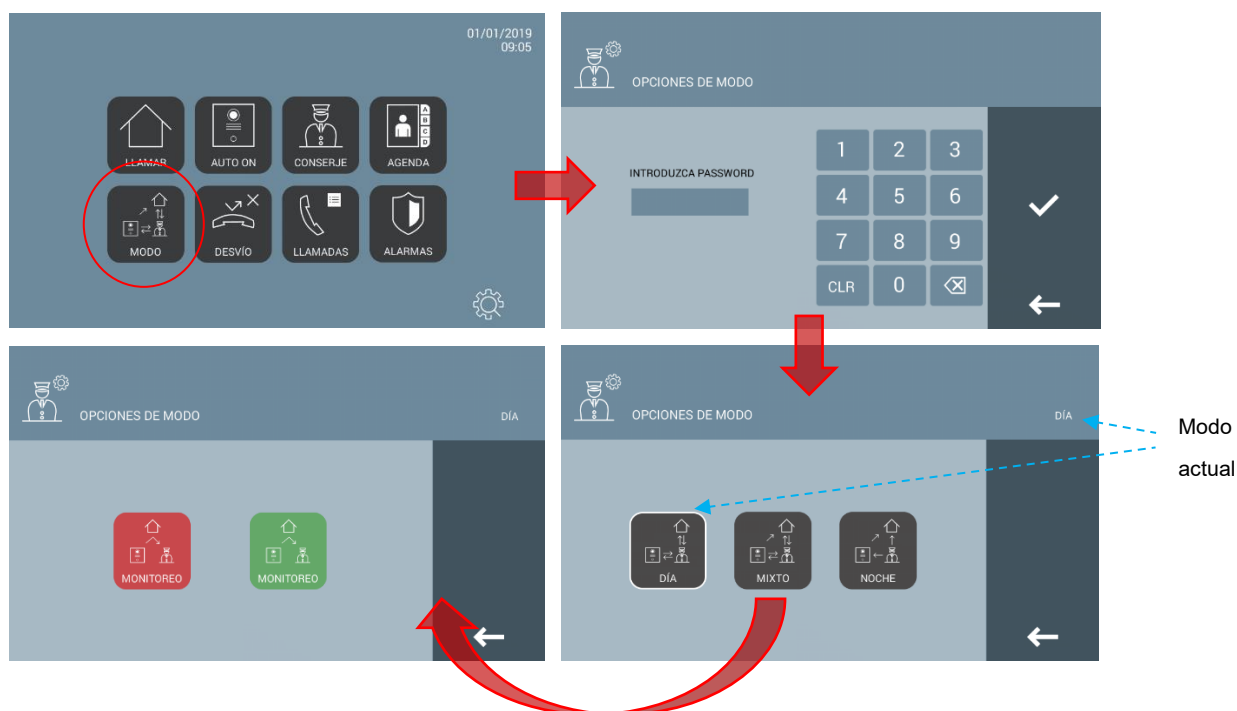 01/01/2019
09:05
LLAMAR
AUTO ON
CONSERJE
A
B
C
D
AGENDA
MODO
DESVÍO
LLAMADAS
ALARMAS
OPCIONES DE MODO
INTRODUZCA PASSWORD
1 2 3
4 5 6
7 8 9
CLR 0
OPCIONES DE MODO
DÍA
MONITOREO
MONITOREO
OPCIONES DE MODO
DÍA
DÍA
MIXTO
NOCHE
Modo
actual